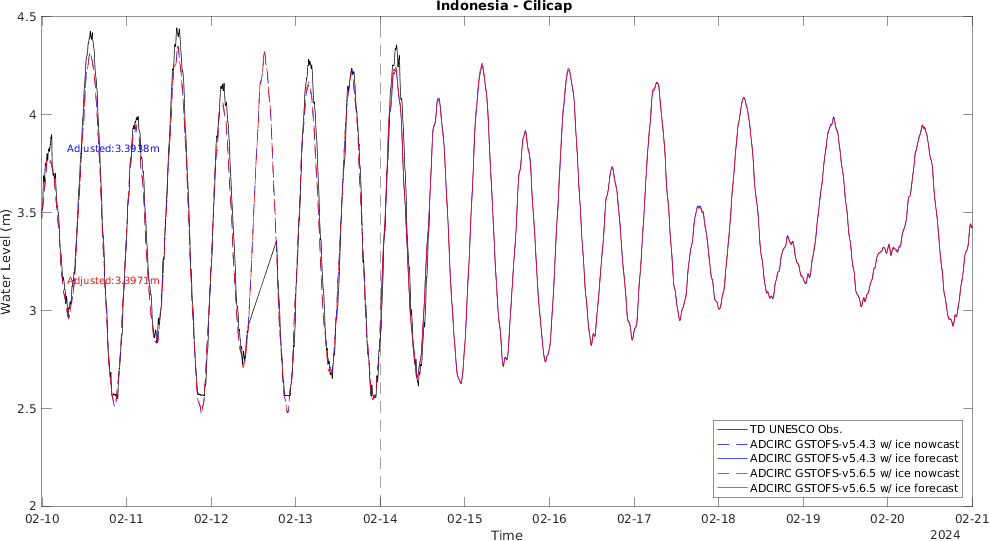 Indonesia - Cilicap
4.5
4
3.5
3
2.5
2
Water Level (m)
Adjusted:3.3938m
Adjusted:3.3971m
TD UNESCO Obs.
ADCIRC GSTOFS-v5.4.3 w/ ice nowcast
ADCIRC GSTOFS-v5.4.3 w/ ice forecast
ADCIRC GSTOFS-v5.6.5 w/ ice nowcast
ADCIRC GSTOFS-v5.6.5 w/ ice forecast
02-10 02-11 02-12 02-13 02-14 02-15 02-16 02-17 02-18 02-19 02-20 02-21
Time
2024